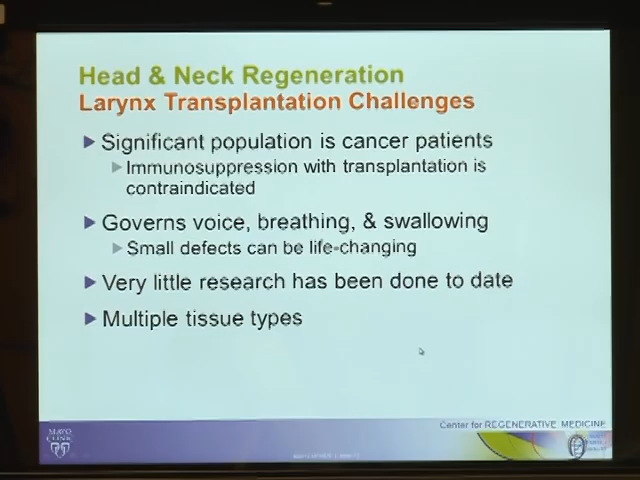 Head & Neck Regeneration
Larynx Transplantation Challenges
Significant population is cancer patients
Immunosuppression with transplantation is
contraindicated
Governs voice, breathing, & swallowing
Small defects can be life-changing
Very little research has been done to date
Multiple tissue types
Center for REGENERATIVE MEDICINE
MAYO
CLINIC